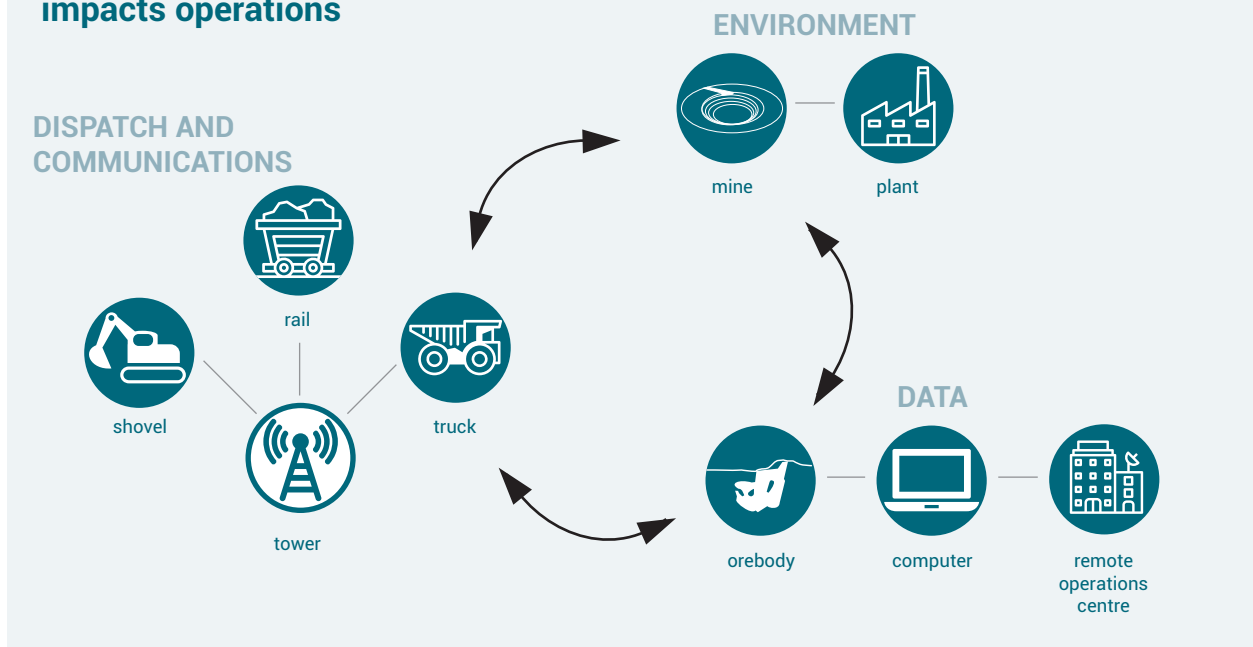 impacts operations
ENVIRONMENT
mine
plant
DISPATCH AND
COMMUNICATIONS
rail
shovel
truck
tower
DATA
orebody
computer
remote
operations
centre